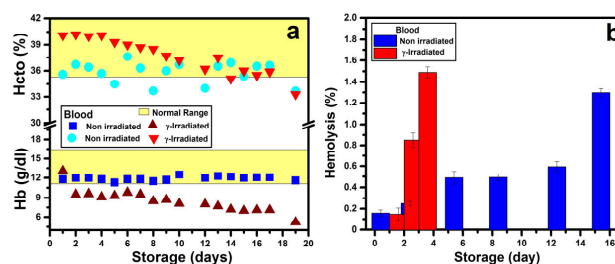 a
Hcto (%)
42
39
36
33
Blood
Normal Range
Non irradiated
γ-Irradiated
Non irradiated
γ-Irradiated
Hb (g/dl)
18
15
12
9
6
0 2 4 6 8 10 12 14 16 18 20
Storage (days)
b
Hemolysis (%)
2.0
1.8
1.6
1.4
1.2
1.0
0.8
0.6
0.4
0.2
0.0
Blood
Non irradiated
γ-Irradiated
0 2 4 6 8 10 12 14 16
Storage (day)